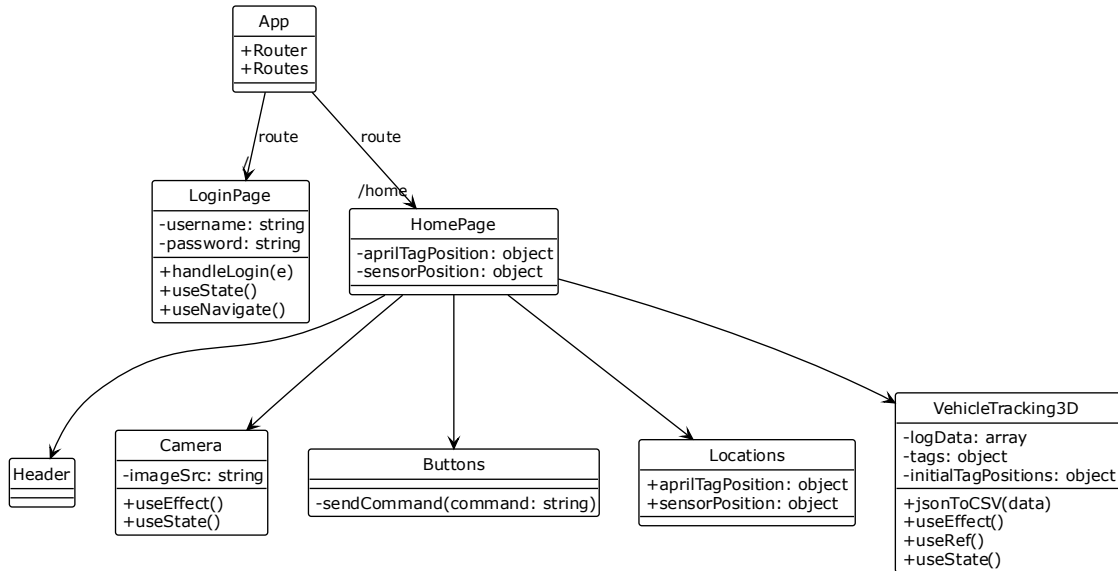 App
+Router
+Routes
route
route
/
/home
LoginPage
-username: string
-password: string
+handleLogin(e)
+useState()
+useNavigate()
HomePage
-aprilTagPosition: object
-sensorPosition: object
Header
Camera
-imageSrc: string
+useEffect()
+useState()
Buttons
-sendCommand(command: string)
Locations
+aprilTagPosition: object
+sensorPosition: object
VehicleTracking3D
-logData: array
-tags: object
-initialTagPositions: object
+jsonToCSV(data)
+useEffect()
+useRef()
+useState()